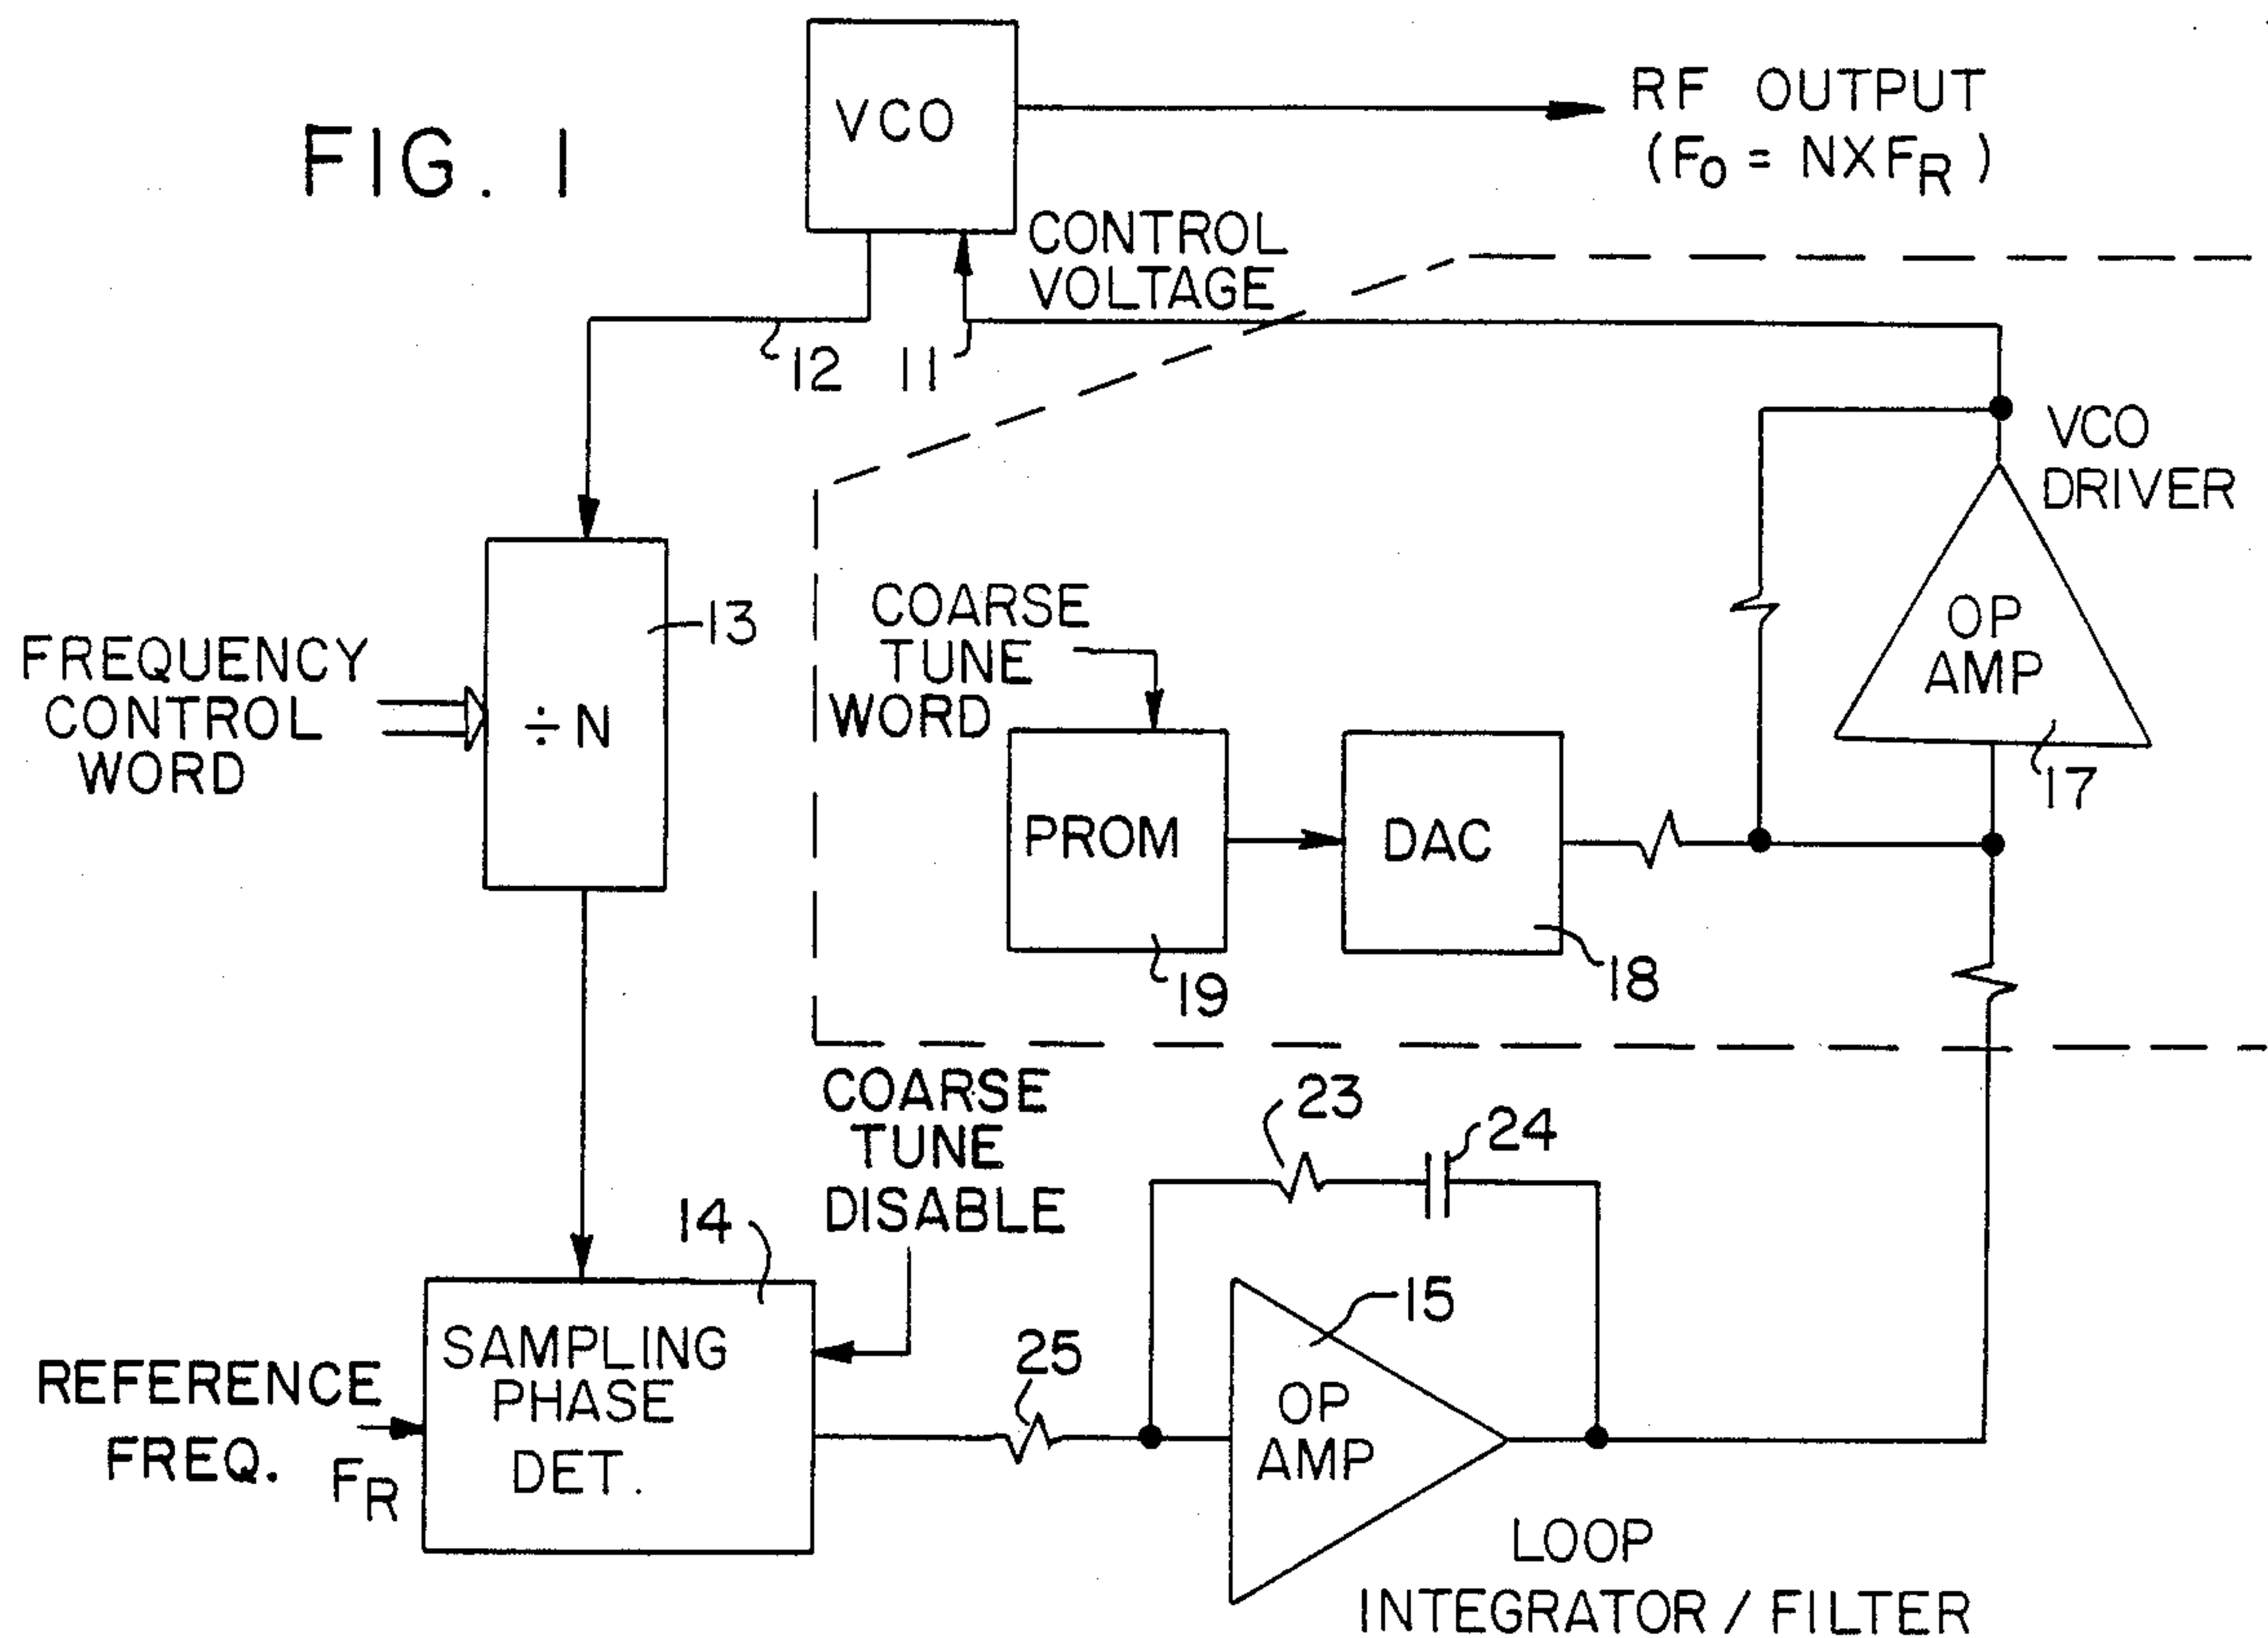 FIG. 1
VCO
RF OUTPUT
(F0 = NXFR)
CONTROL
VOLTAGE
12
11
VCO
DRIVER
OP
AMP
17
FREQUENCY
CONTROL
WORD
÷N
13
COARSE
TUNE
WORD
PROM
19
DAC
18
COARSE
TUNE
DISABLE
14
SAMPLING
PHASE
DET.
REFERENCE
FREQ.
FR
25
23
24
15
OP
AMP
LOOP
INTEGRATOR / FILTER